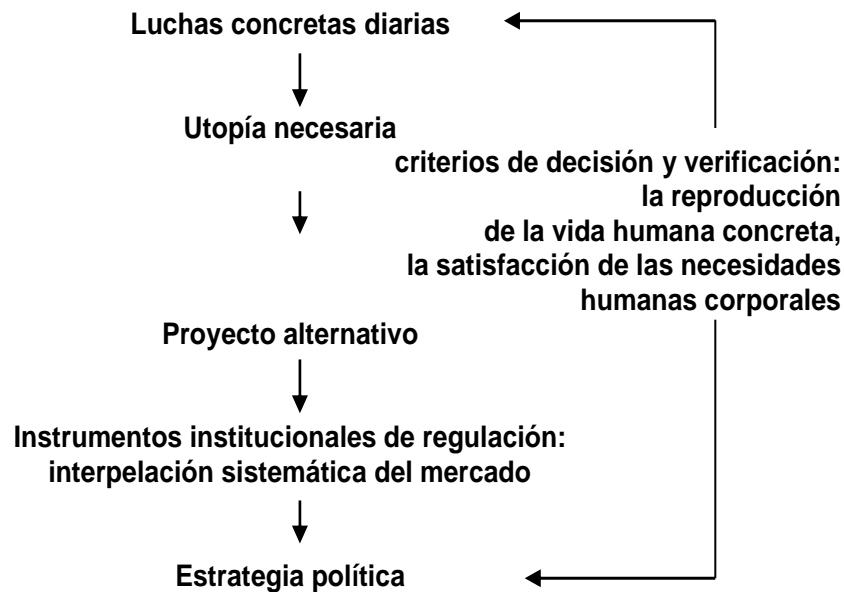 Luchas concretas diarias
Utopía necesaria
criterios de decisión y verificación:
la reproducción
de la vida humana concreta,
la satisfacción de las necesidades
humanas corporales
Proyecto alternativo
Instrumentos institucionales de regulación:
interpelación sistemática del mercado
Estrategia política